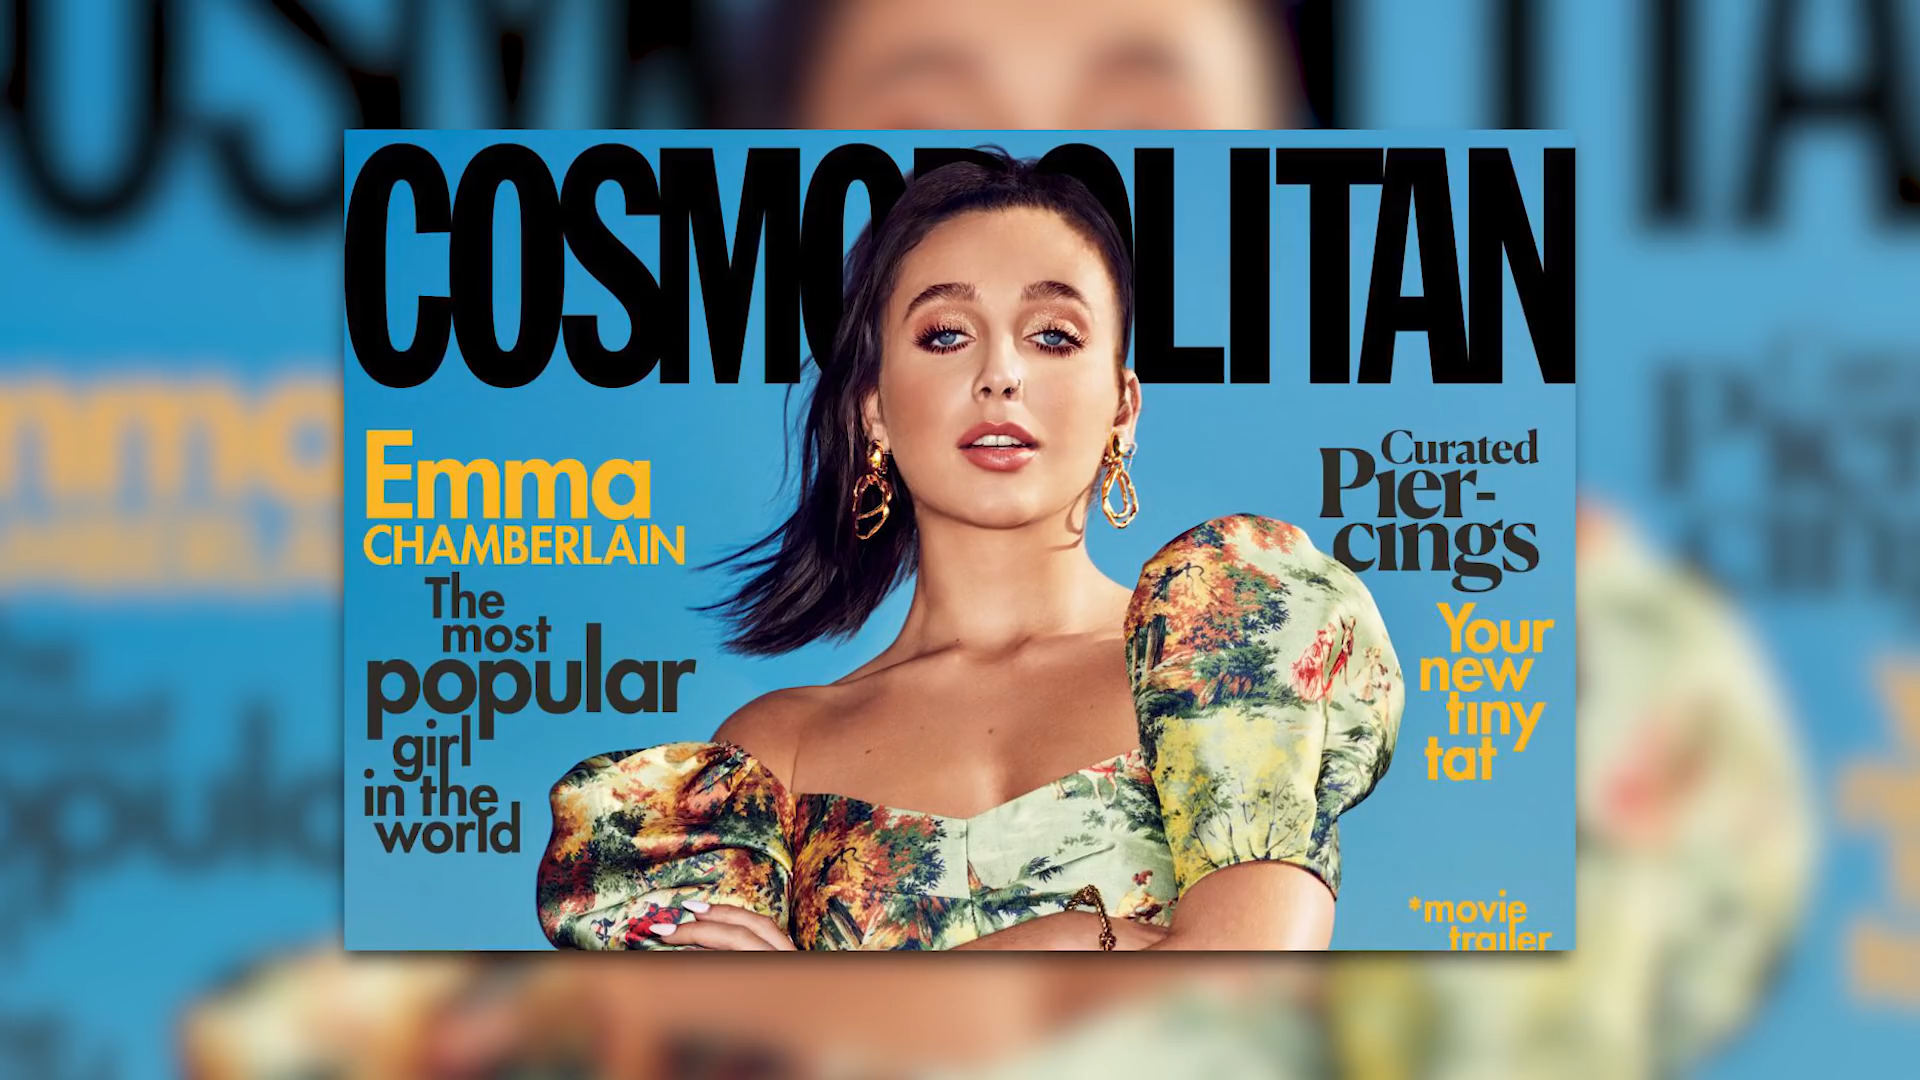 COSMOPOLITAN
Emma
CHAMBERLAIN
The
most
popular
girl
in the
world
Curated
Pier-
cings
Your
new
tiny
tat
*movie
trailer